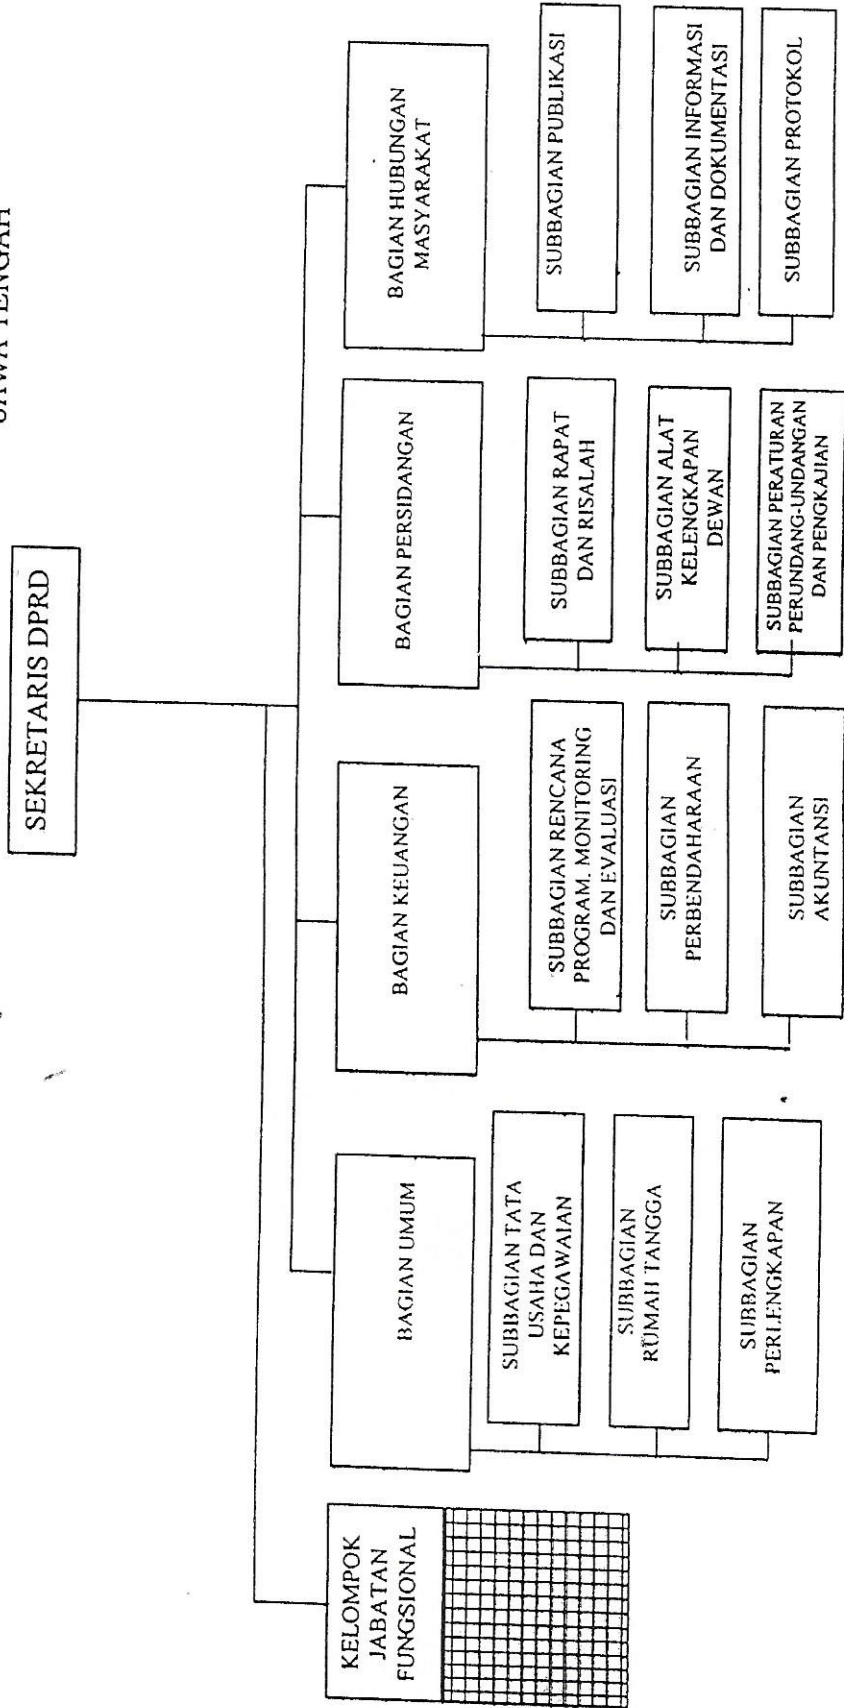 JAWA TENGAH
SEKRETARIS DPRD
KELOMPOK
JABATAN
FUNGSIONAL
BAGIAN UMUM
SUBBAGIAN TATA
USAHA DAN
KEPEGAWAIAN
SUBBAGIAN
RUMAH TANGGA
SUBBAGIAN
PERLENGKAPAN
BAGIAN KEUANGAN
SUBBAGIAN RENCANA
PROGRAM, MONITORING
DAN EVALUASI
SUBBAGIAN
PERBENDAHARAAN
SUBBAGIAN
AKUNTANSI
BAGIAN PERSIDANGAN
SUBBAGIAN RAPAT
DAN RISALAH
SUBBAGIAN ALAT
KELENGKAPAN
DEWAN
SUBBAGIAN PERATURAN
PERUNDANG-UNDANGAN
DAN PENGKAJIAN
BAGIAN HUBUNGAN
MASYARAKAT
SUBBAGIAN PUBLIKASI
SUBBAGIAN INFORMASI
DAN DOKUMENTASI
SUBBAGIAN PROTOKOL